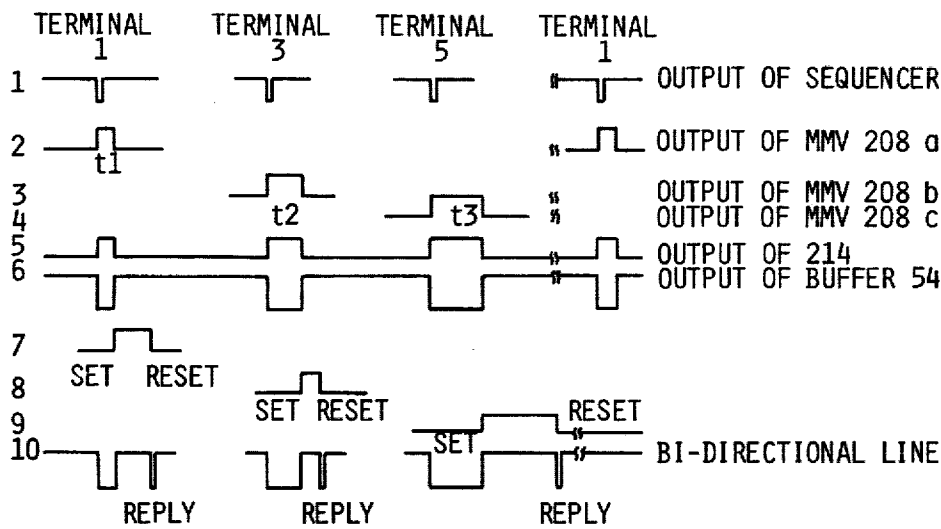 TERMINAL 1 TERMINAL 3 TERMINAL 5 TERMINAL 1
1 OUTPUT OF SEQUENCER
2 t1 OUTPUT OF MMV 208 a
3 t2 OUTPUT OF MMV 208 b
4 t3 OUTPUT OF MMV 208 c
5 OUTPUT OF 214
6 OUTPUT OF BUFFER 54
7 SET RESET
8 SET RESET
9 SET RESET
10 BI-DIRECTIONAL LINE
REPLY REPLY REPLY